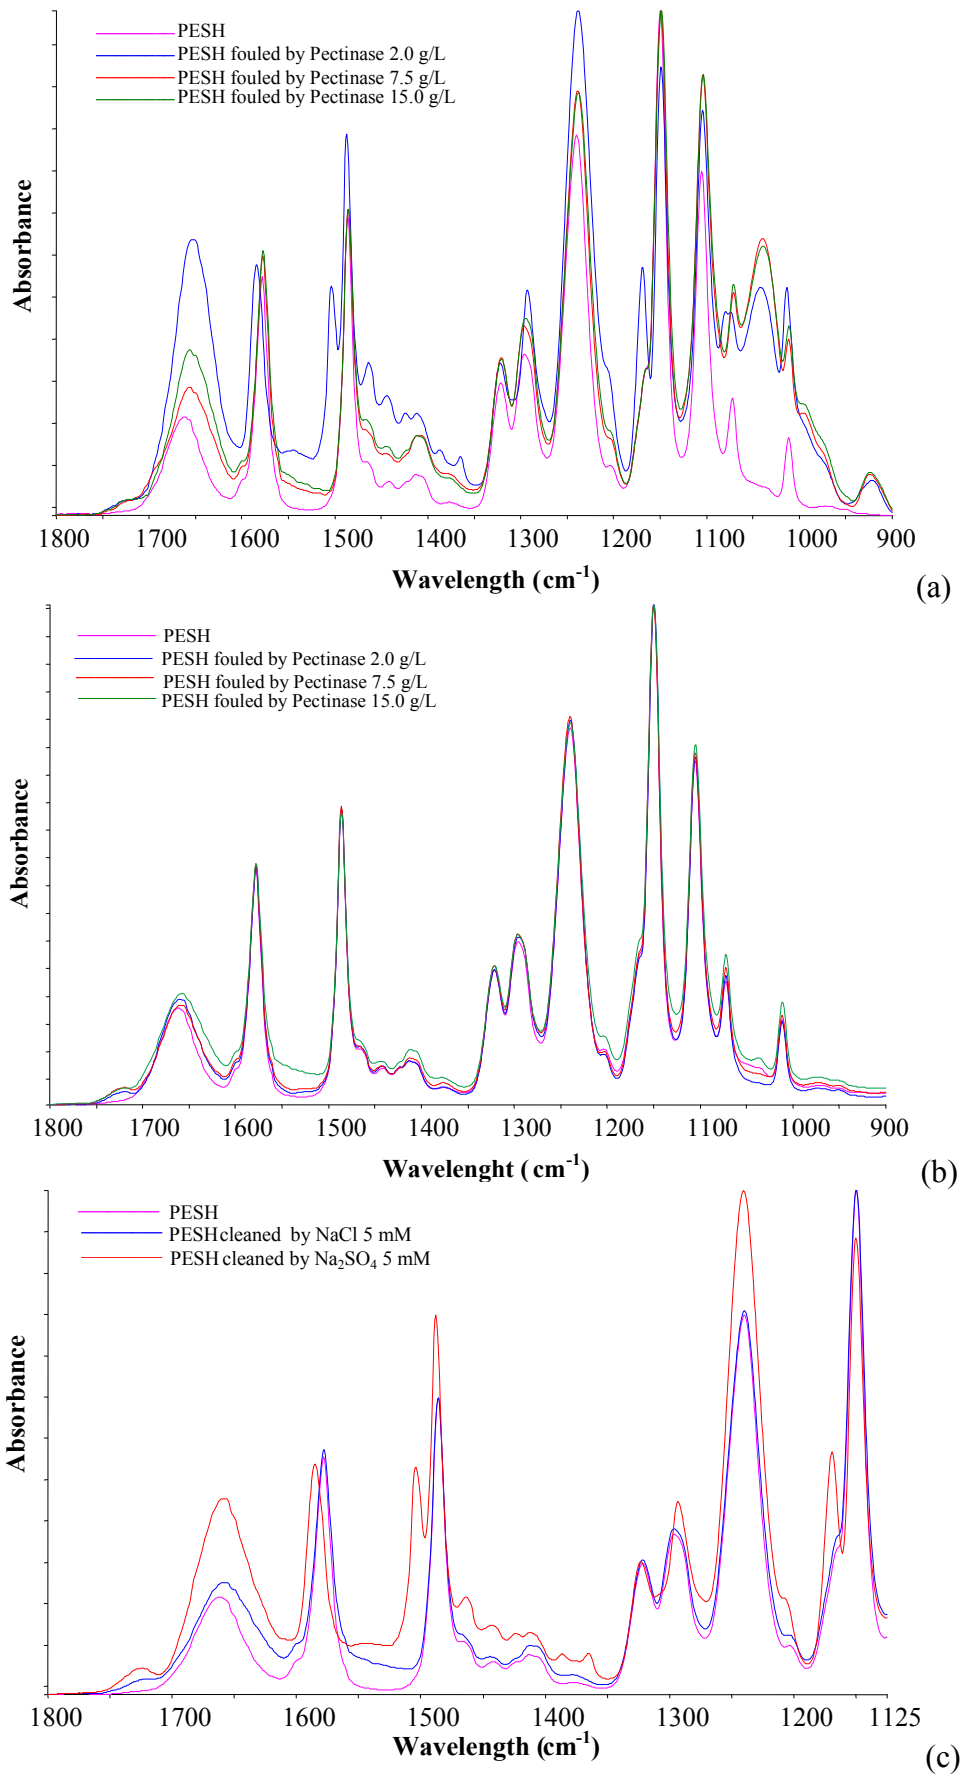 PESH
PESH fouled by Pectinase 2.0 g/L
PESH fouled by Pectinase 7.5 g/L
PESH fouled by Pectinase 15.0 g/L
Absorbance
1800 1700 1600 1500 1400 1300 1200 1100 1000 900
Wavelength (cm-1)
(a)
PESH
PESH fouled by Pectinase 2.0 g/L
PESH fouled by Pectinase 7.5 g/L
PESH fouled by Pectinase 15.0 g/L
Absorbance
1800 1700 1600 1500 1400 1300 1200 1100 1000 900
Wavelenght (cm-1)
(b)
PESH
PESH cleaned by NaCl 5 mM
PESH cleaned by Na2SO4 5 mM
Absorbance
1800 1700 1600 1500 1400 1300 1200 1125
Wavelength (cm-1)
(c)